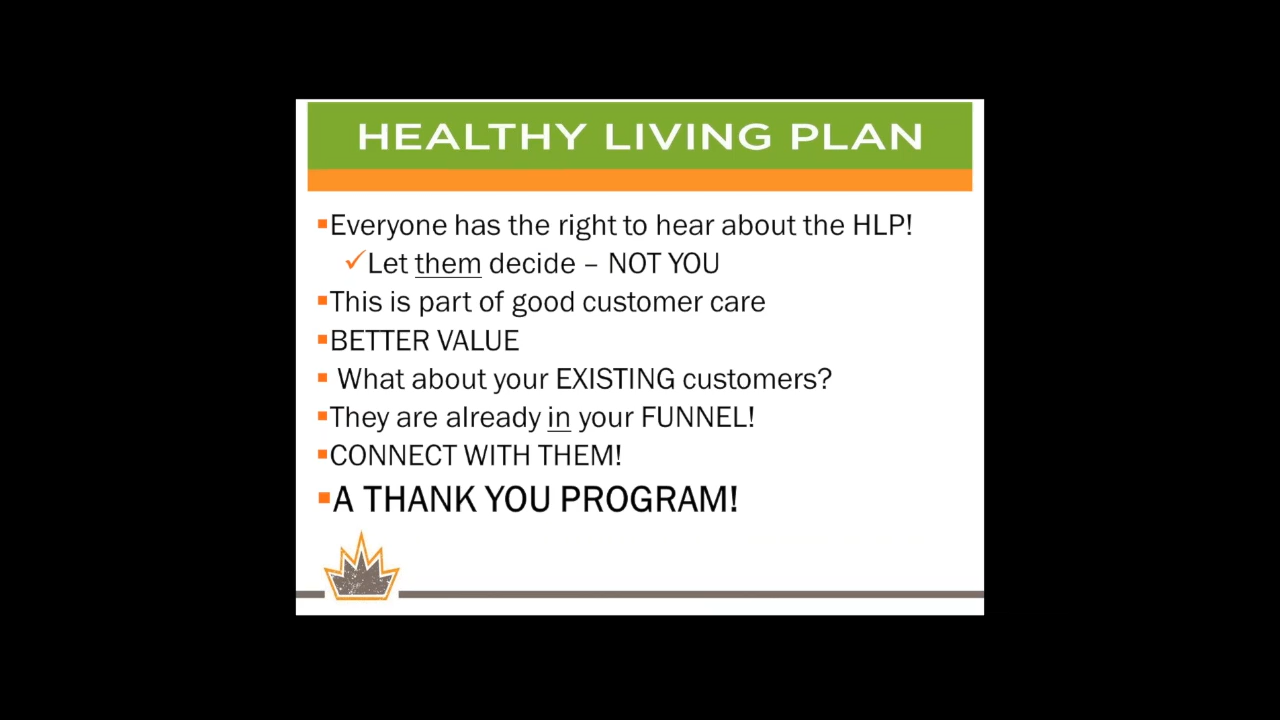 HEALTHY LIVING PLAN
Everyone has the right to hear about the HLP!
Let them decide – NOT YOU
This is part of good customer care
BETTER VALUE
What about your EXISTING customers?
They are already in your FUNNEL!
CONNECT WITH THEM!
A THANK YOU PROGRAM!